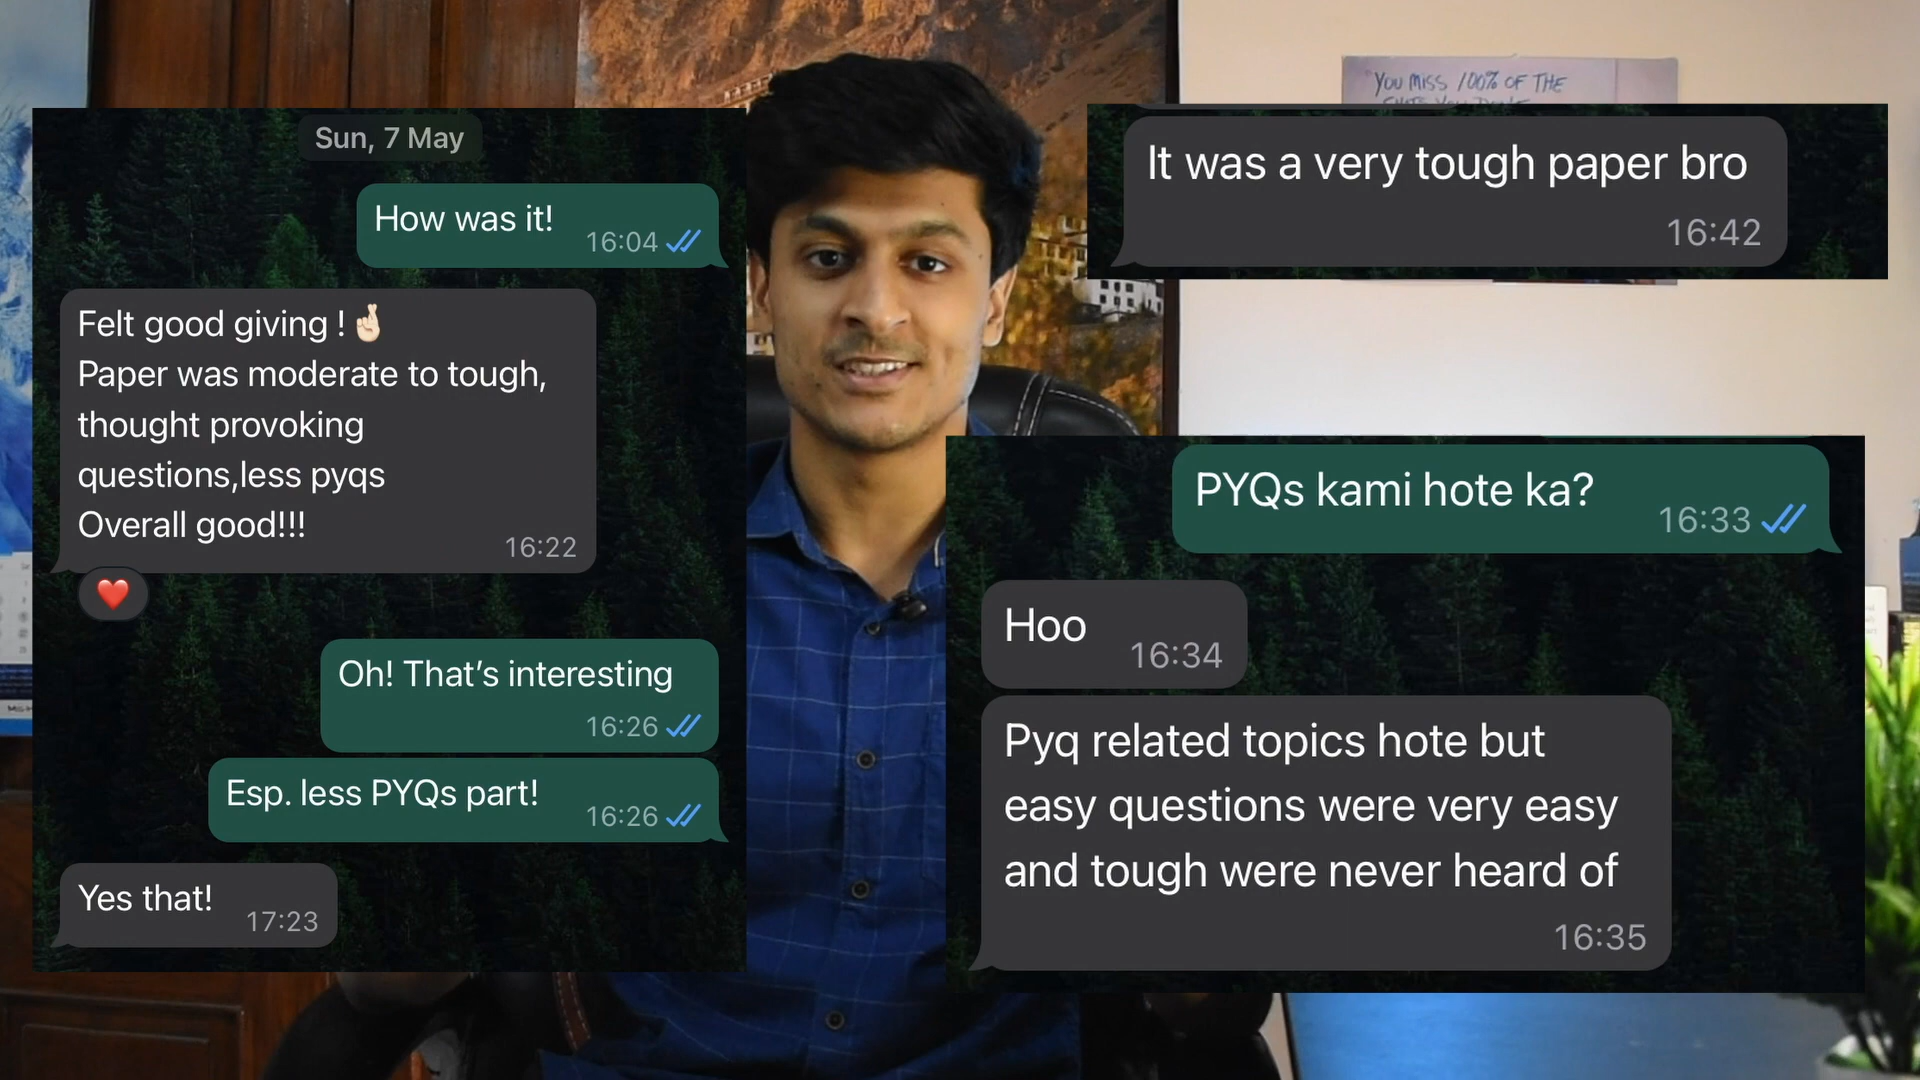 Sun, 7 May
How was it!
16:04
Felt good giving ! 🤞🏻
Paper was moderate to tough,
thought provoking
questions,less pyqs
Overall good!!!
16:22
❤️
Oh! That’s interesting
16:26
Esp. less PYQs part!
16:26
Yes that!
17:23
YOU MISS 100% OF THE
It was a very tough paper bro
16:42
PYQs kami hote ka?
16:33
Hoo
16:34
Pyq related topics hote but
easy questions were very easy
and tough were never heard of
16:35